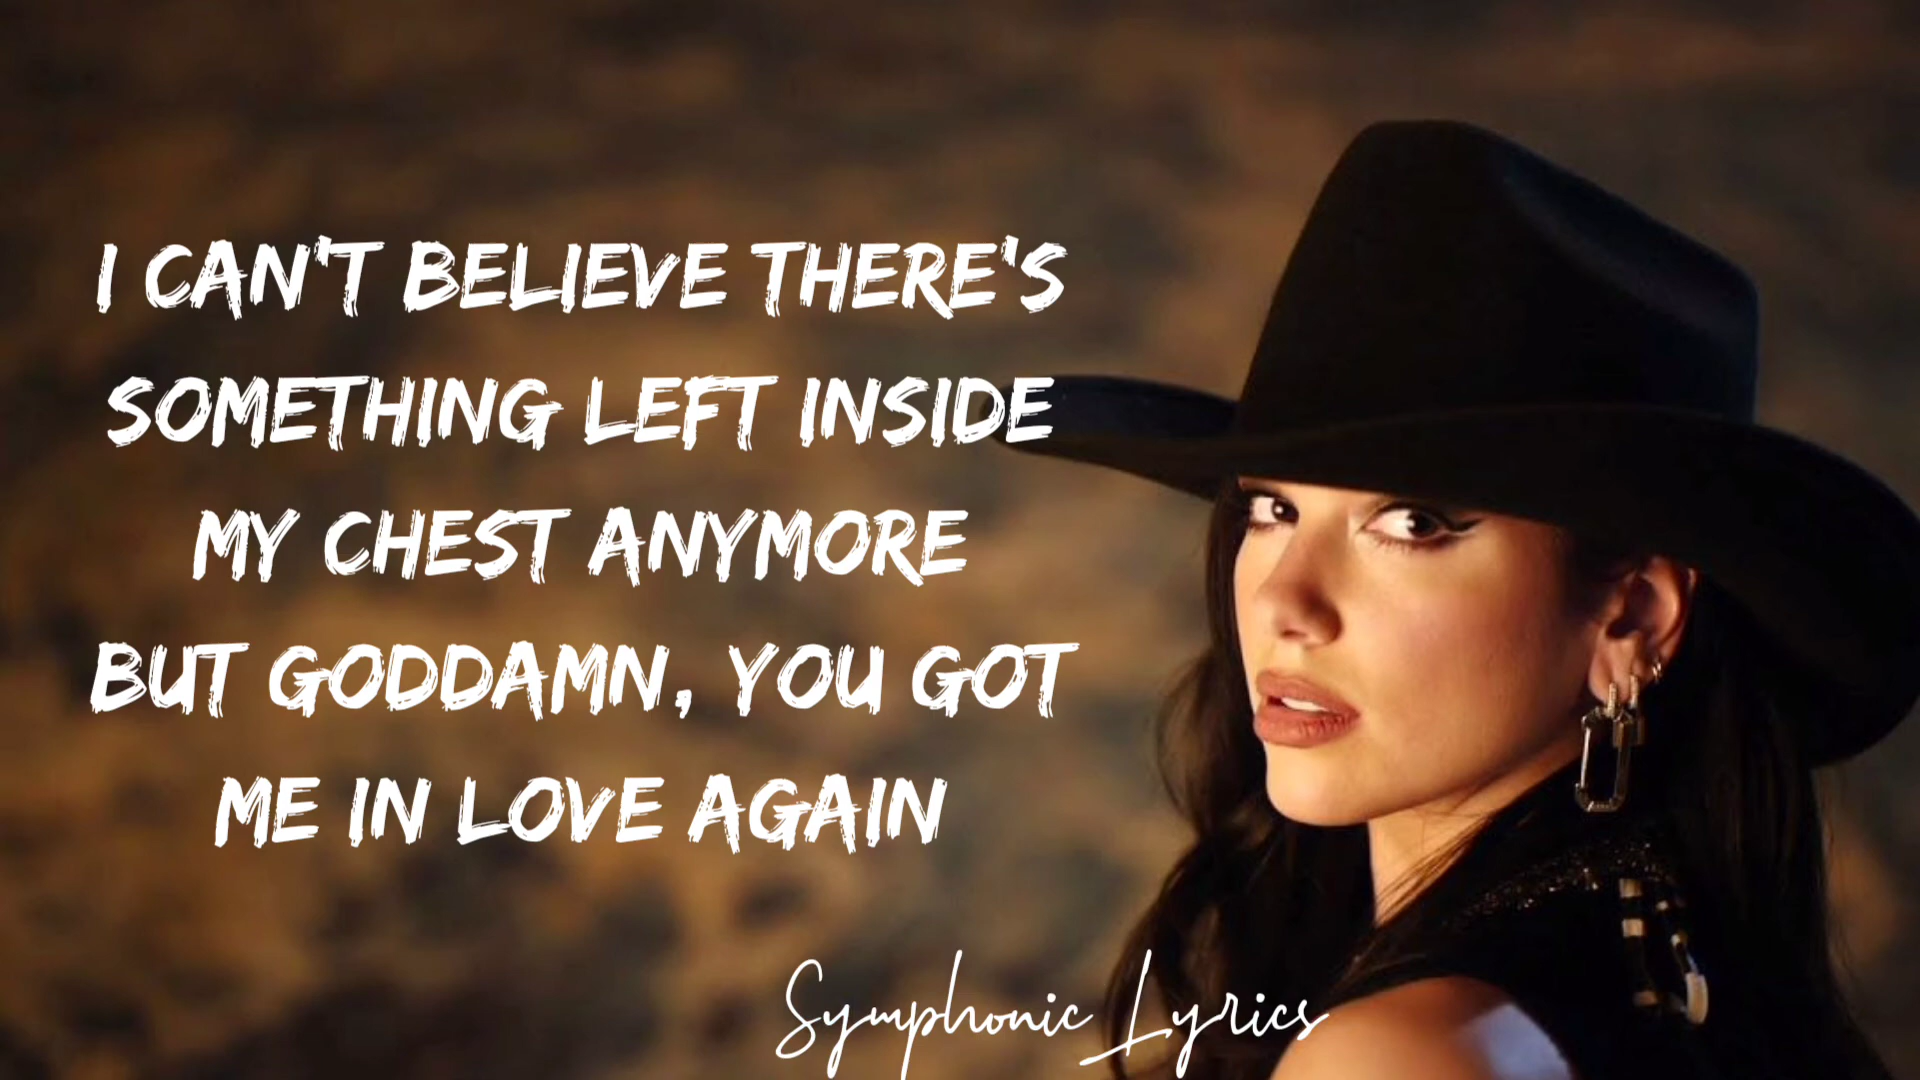 I CAN'T BELIEVE THERE'S
SOMETHING LEFT INSIDE
MY CHEST ANYMORE
BUT GODDAMN, YOU GOT
ME IN LOVE AGAIN
Symphonic Lyrics